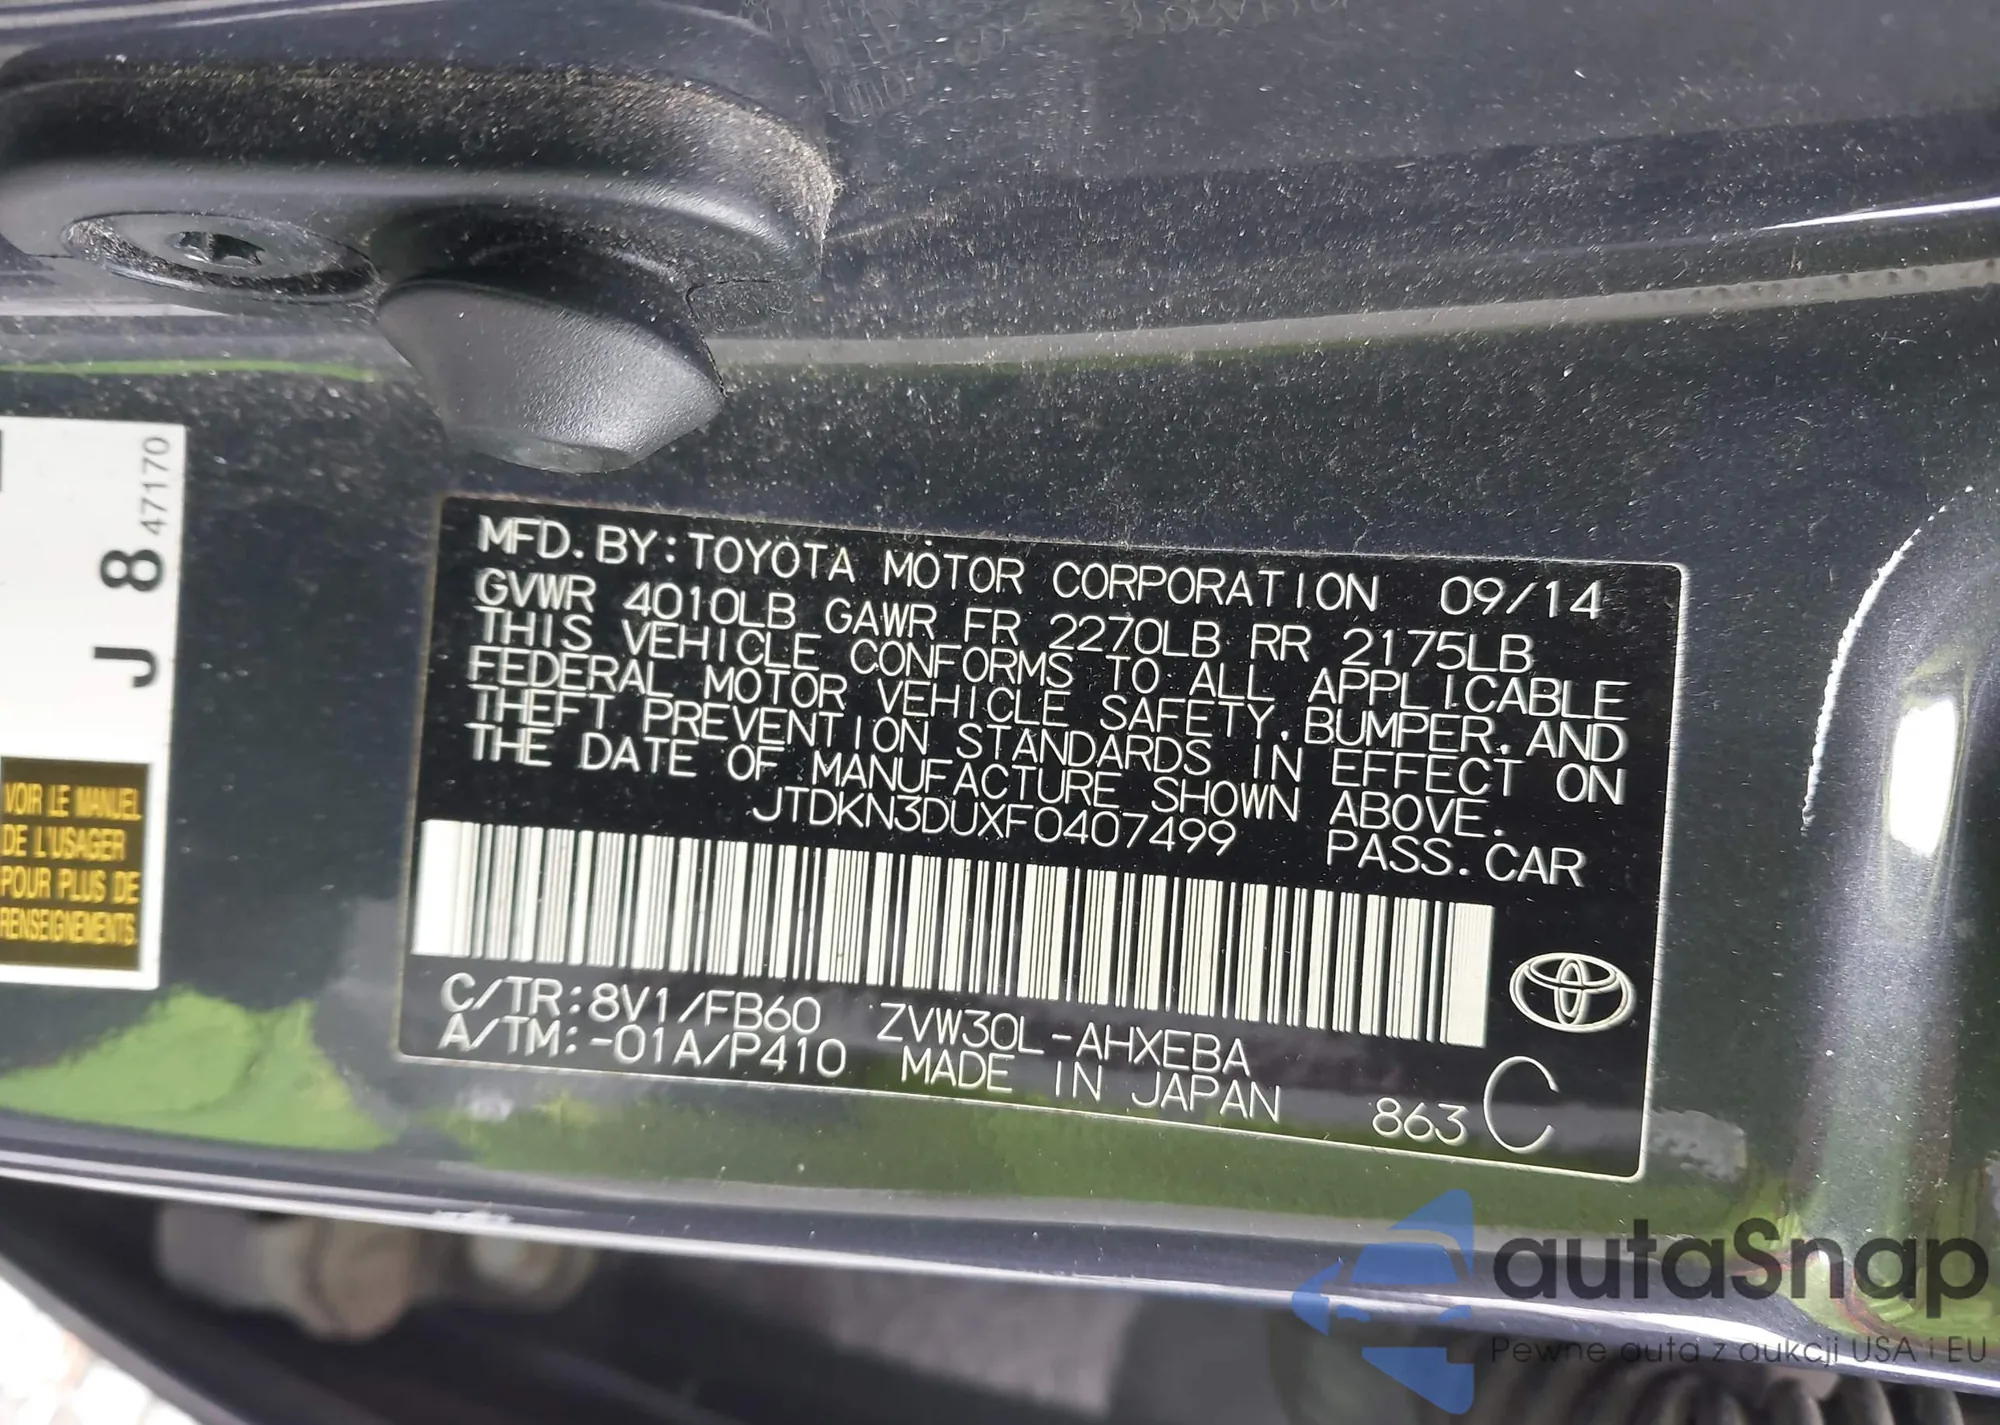 J 8 47170
VOIR LE MANUEL
DE L'USAGER
POUR PLUS DE
RENSEIGNEMENTS.
MFD. BY: TOYOTA MOTOR CORPORATION 09/14
GVWR 4010LB GAWR FR 2270LB RR 2175LB
THIS VEHICLE CONFORMS TO ALL APPLICABLE
FEDERAL MOTOR VEHICLE SAFETY, BUMPER, AND
THEFT PREVENTION STANDARDS IN EFFECT ON
THE DATE OF MANUFACTURE SHOWN ABOVE.
JTDKN3DUXF0407499 PASS. CAR
C/TR: 8V1/FB60 ZVW30L-AHXEBA
A/TM: -01A/P410 MADE IN JAPAN 863 C
autaSnap
Pewne auta z aukcji USA i EU